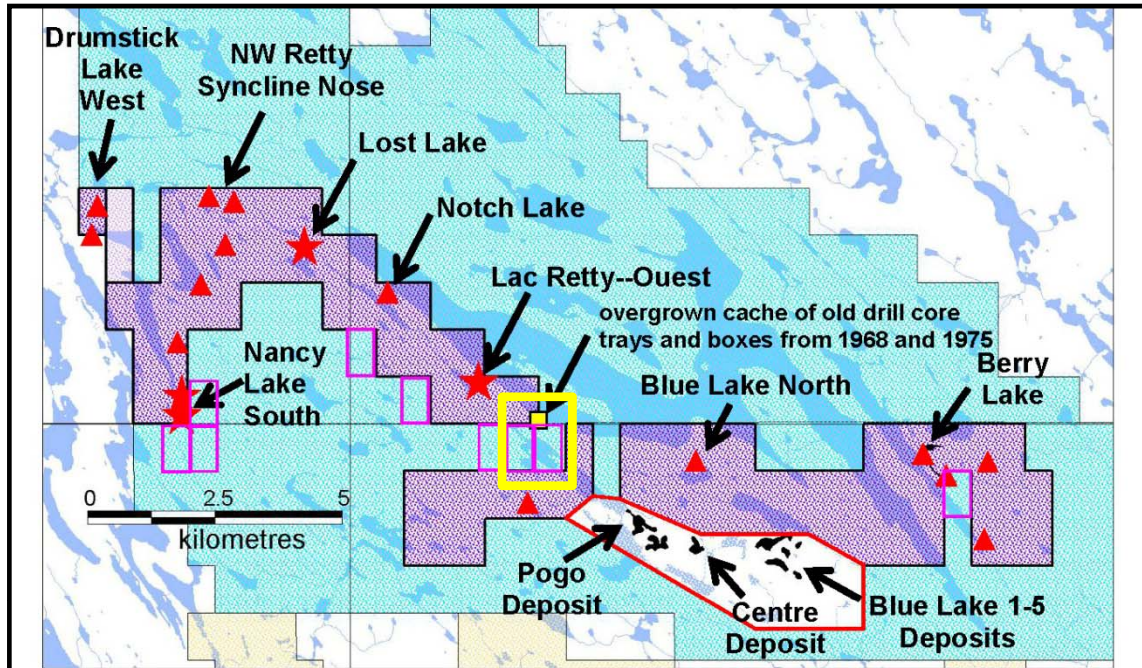 Drumstick
Lake
West
NW Retty
Syncline Nose
Lost Lake
Notch Lake
Lac Retty--Ouest
overgrown cache of old drill core
trays and boxes from 1968 and 1975
Berry
Lake
Blue Lake North
Nancy
Lake
South
0 2.5 5
kilometres
Pogo
Deposit
Centre
Deposit
Blue Lake 1-5
Deposits